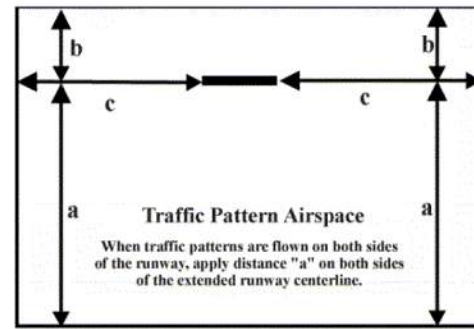 b
b
c
c
a
a
Traffic Pattern Airspace
When traffic patterns are flown on both sides
of the runway, apply distance "a" on both sides
of the extended runway centerline.